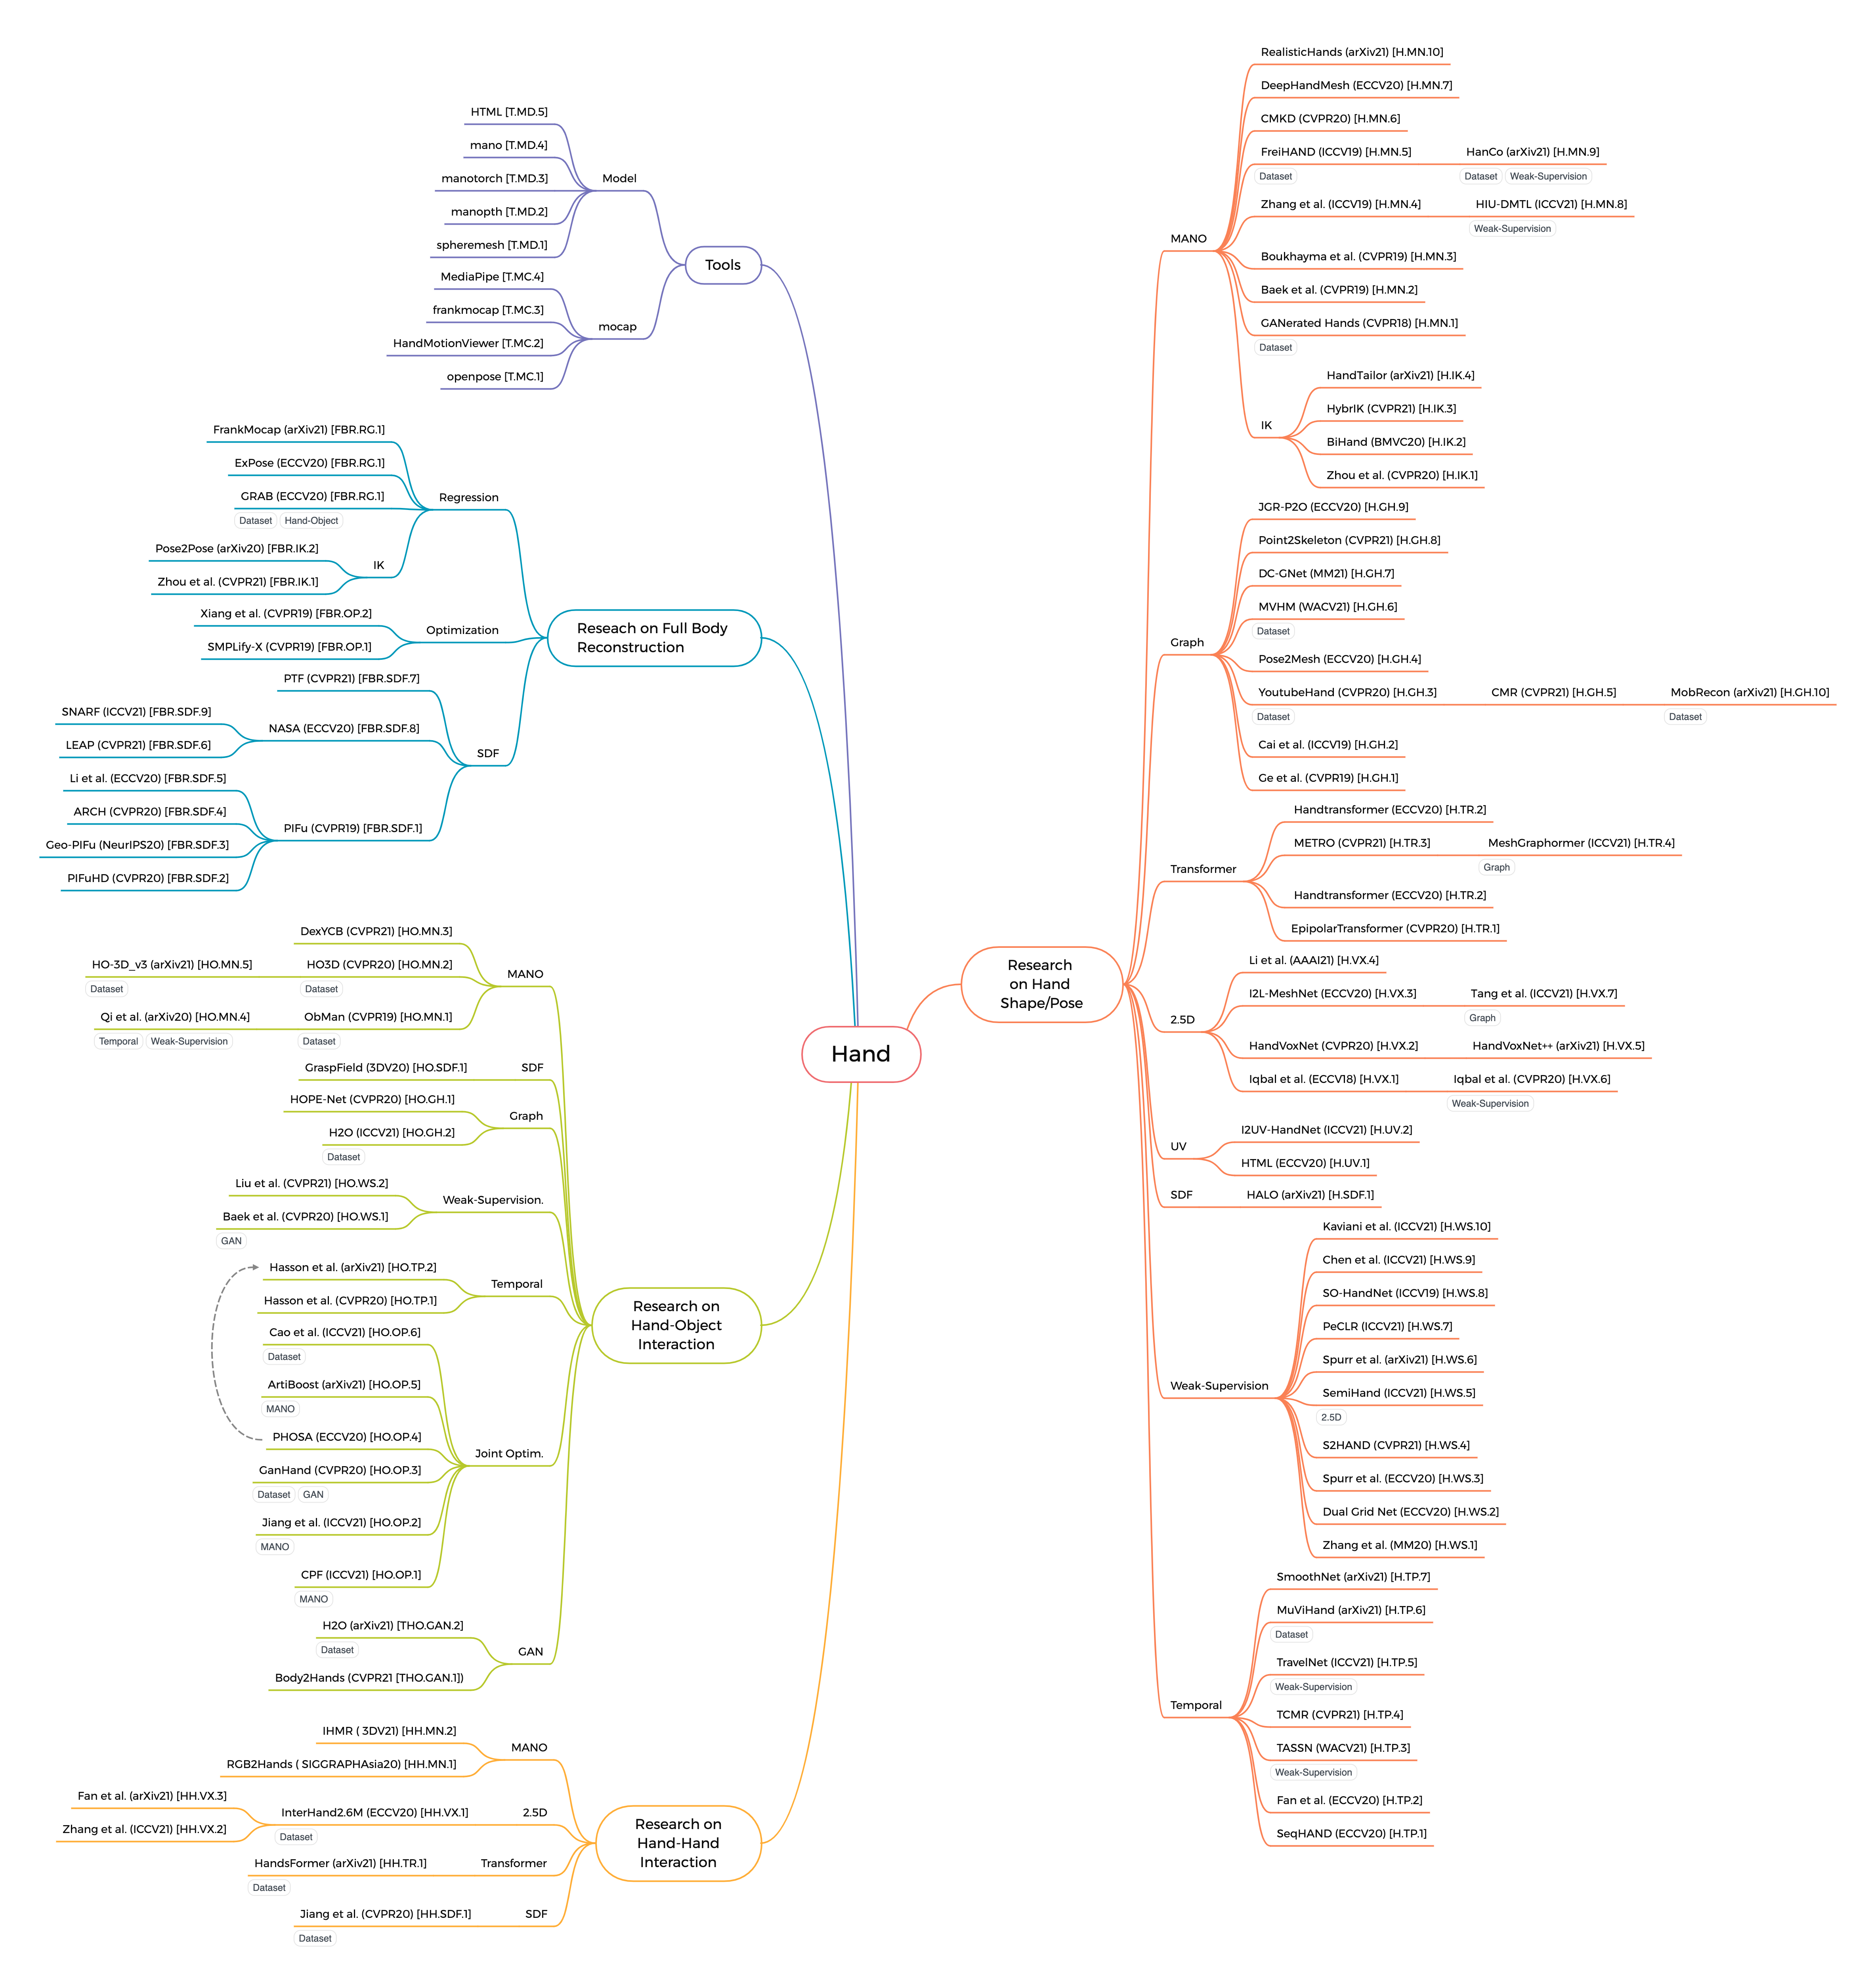 Hand
Tools
Model
HTML [T.MD.5]
mano [T.MD.4]
manotorch [T.MD.3]
manopth [T.MD.2]
spheremesh [T.MD.1]
mocap
MediaPipe [T.MC.4]
frankmocap [T.MC.3]
HandMotionViewer [T.MC.2]
openpose [T.MC.1]
Reseach on Full Body
Reconstruction
Regression
FrankMocap (arXiv21) [FBR.RG.1]
ExPose (ECCV20) [FBR.RG.1]
GRAB (ECCV20) [FBR.RG.1]
Dataset Hand-Object
IK
Pose2Pose (arXiv20) [FBR.IK.2]
Zhou et al. (CVPR21) [FBR.IK.1]
Optimization
Xiang et al. (CVPR19) [FBR.OP.2]
SMPLify-X (CVPR19) [FBR.OP.1]
SDF
PTF (CVPR21) [FBR.SDF.7]
NASA (ECCV20) [FBR.SDF.8]
SNARF (ICCV21) [FBR.SDF.9]
LEAP (CVPR21) [FBR.SDF.6]
PIFu (CVPR19) [FBR.SDF.1]
Li et al. (ECCV20) [FBR.SDF.5]
ARCH (CVPR20) [FBR.SDF.4]
Geo-PIFu (NeurIPS20) [FBR.SDF.3]
PIFuHD (CVPR20) [FBR.SDF.2]
Research on
Hand-Object
Interaction
MANO
DexYCB (CVPR21) [HO.MN.3]
HO3D (CVPR20) [HO.MN.2]
Dataset
HO-3D_v3 (arXiv21) [HO.MN.5]
Dataset
ObMan (CVPR19) [HO.MN.1]
Dataset
Qi et al. (arXiv20) [HO.MN.4]
Temporal Weak-Supervision
SDF
GraspField (3DV20) [HO.SDF.1]
Graph
HOPE-Net (CVPR20) [HO.GH.1]
H2O (ICCV21) [HO.GH.2]
Dataset
Weak-Supervision.
Liu et al. (CVPR21) [HO.WS.2]
Baek et al. (CVPR20) [HO.WS.1]
GAN
Temporal
Hasson et al. (arXiv21) [HO.TP.2]
Hasson et al. (CVPR20) [HO.TP.1]
Joint Optim.
Cao et al. (ICCV21) [HO.OP.6]
Dataset
ArtiBoost (arXiv21) [HO.OP.5]
MANO
PHOSA (ECCV20) [HO.OP.4]
GanHand (CVPR20) [HO.OP.3]
Dataset GAN
Jiang et al. (ICCV21) [HO.OP.2]
MANO
CPF (ICCV21) [HO.OP.1]
MANO
GAN
H2O (arXiv21) [THO.GAN.2]
Dataset
Body2Hands (CVPR21 [THO.GAN.1])
Research on
Hand-Hand
Interaction
MANO
IHMR ( 3DV21) [HH.MN.2]
RGB2Hands ( SIGGRAPHAsia20) [HH.MN.1]
2.5D
InterHand2.6M (ECCV20) [HH.VX.1]
Dataset
Fan et al. (arXiv21) [HH.VX.3]
Zhang et al. (ICCV21) [HH.VX.2]
Transformer
HandsFormer (arXiv21) [HH.TR.1]
Dataset
SDF
Jiang et al. (CVPR20) [HH.SDF.1]
Dataset
Research
on Hand
Shape/Pose
MANO
RealisticHands (arXiv21) [H.MN.10]
DeepHandMesh (ECCV20) [H.MN.7]
CMKD (CVPR20) [H.MN.6]
FreiHAND (ICCV19) [H.MN.5]
Dataset
HanCo (arXiv21) [H.MN.9]
Dataset Weak-Supervision
Zhang et al. (ICCV19) [H.MN.4]
HIU-DMTL (ICCV21) [H.MN.8]
Weak-Supervision
Boukhayma et al. (CVPR19) [H.MN.3]
Baek et al. (CVPR19) [H.MN.2]
GANerated Hands (CVPR18) [H.MN.1]
Dataset
IK
HandTailor (arXiv21) [H.IK.4]
HybrIK (CVPR21) [H.IK.3]
BiHand (BMVC20) [H.IK.2]
Zhou et al. (CVPR20) [H.IK.1]
Graph
JGR-P2O (ECCV20) [H.GH.9]
Point2Skeleton (CVPR21) [H.GH.8]
DC-GNet (MM21) [H.GH.7]
MVHM (WACV21) [H.GH.6]
Dataset
Pose2Mesh (ECCV20) [H.GH.4]
YoutubeHand (CVPR20) [H.GH.3]
Dataset
CMR (CVPR21) [H.GH.5]
MobRecon (arXiv21) [H.GH.10]
Dataset
Cai et al. (ICCV19) [H.GH.2]
Ge et al. (CVPR19) [H.GH.1]
Transformer
Handtransformer (ECCV20) [H.TR.2]
METRO (CVPR21) [H.TR.3]
MeshGraphormer (ICCV21) [H.TR.4]
Graph
Handtransformer (ECCV20) [H.TR.2]
EpipolarTransformer (CVPR20) [H.TR.1]
2.5D
Li et al. (AAAI21) [H.VX.4]
I2L-MeshNet (ECCV20) [H.VX.3]
Tang et al. (ICCV21) [H.VX.7]
Graph
HandVoxNet (CVPR20) [H.VX.2]
HandVoxNet++ (arXiv21) [H.VX.5]
Iqbal et al. (ECCV18) [H.VX.1]
Iqbal et al. (CVPR20) [H.VX.6]
Weak-Supervision
UV
I2UV-HandNet (ICCV21) [H.UV.2]
HTML (ECCV20) [H.UV.1]
SDF
HALO (arXiv21) [H.SDF.1]
Weak-Supervision
Kaviani et al. (ICCV21) [H.WS.10]
Chen et al. (ICCV21) [H.WS.9]
SO-HandNet (ICCV19) [H.WS.8]
PeCLR (ICCV21) [H.WS.7]
Spurr et al. (arXiv21) [H.WS.6]
SemiHand (ICCV21) [H.WS.5]
2.5D
S2HAND (CVPR21) [H.WS.4]
Spurr et al. (ECCV20) [H.WS.3]
Dual Grid Net (ECCV20) [H.WS.2]
Zhang et al. (MM20) [H.WS.1]
Temporal
SmoothNet (arXiv21) [H.TP.7]
MuViHand (arXiv21) [H.TP.6]
Dataset
TravelNet (ICCV21) [H.TP.5]
Weak-Supervision
TCMR (CVPR21) [H.TP.4]
TASSN (WACV21) [H.TP.3]
Weak-Supervision
Fan et al. (ECCV20) [H.TP.2]
SeqHAND (ECCV20) [H.TP.1]